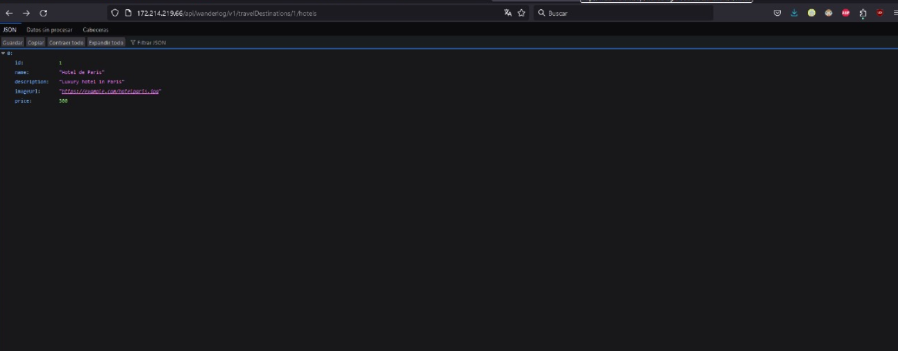 172.214.219.66/api/wanderlog/v1/travelDestinations/1/hotels
Buscar
JSON Datos sin procesar Cabeceras
Guardar Copiar Contraer todo Expandir todo Filtrar JSON
0:
id: 1
name: "Hotel de Paris"
description: "Luxury hotel in Paris"
imageUrl: "https://example.com/hotelparis.jpg"
price: 300